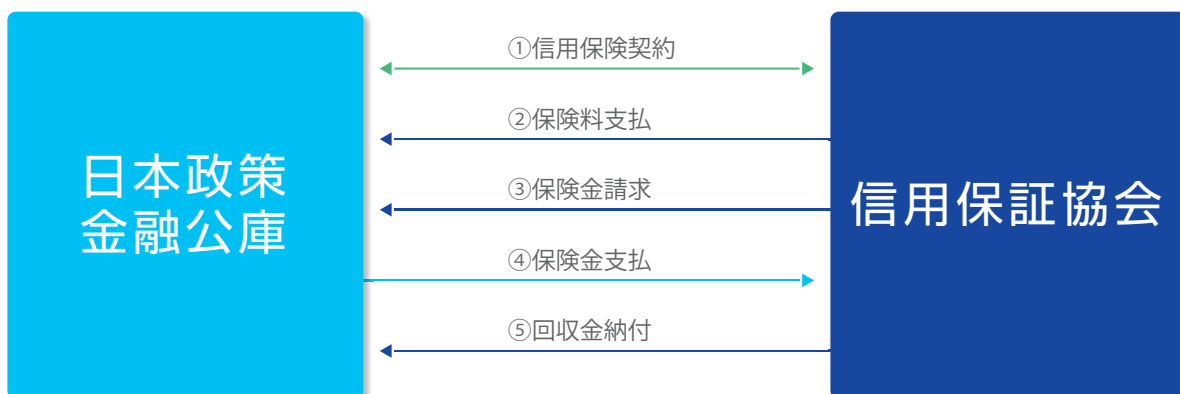 日本政策
金融公庫
①信用保険契約
②保険料支払
③保険金請求
④保険金支払
⑤回収金納付
信用保証協会